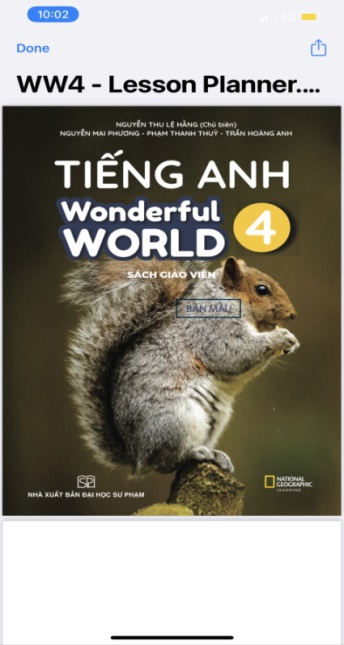 10:02
4G
Done
WW4 - Lesson Planner....
NGUYỄN THU LỆ HẰNG (Chủ biên)
NGUYỄN MAI PHƯƠNG - PHẠM THANH THUỶ - TRẦN HOÀNG ANH
TIẾNG ANH
Wonderful
WORLD 4
SÁCH GIÁO VIÊN
BẢN MẪU
SP
NHÀ XUẤT BẢN ĐẠI HỌC SƯ PHẠM
NATIONAL
GEOGRAPHIC
LEARNING